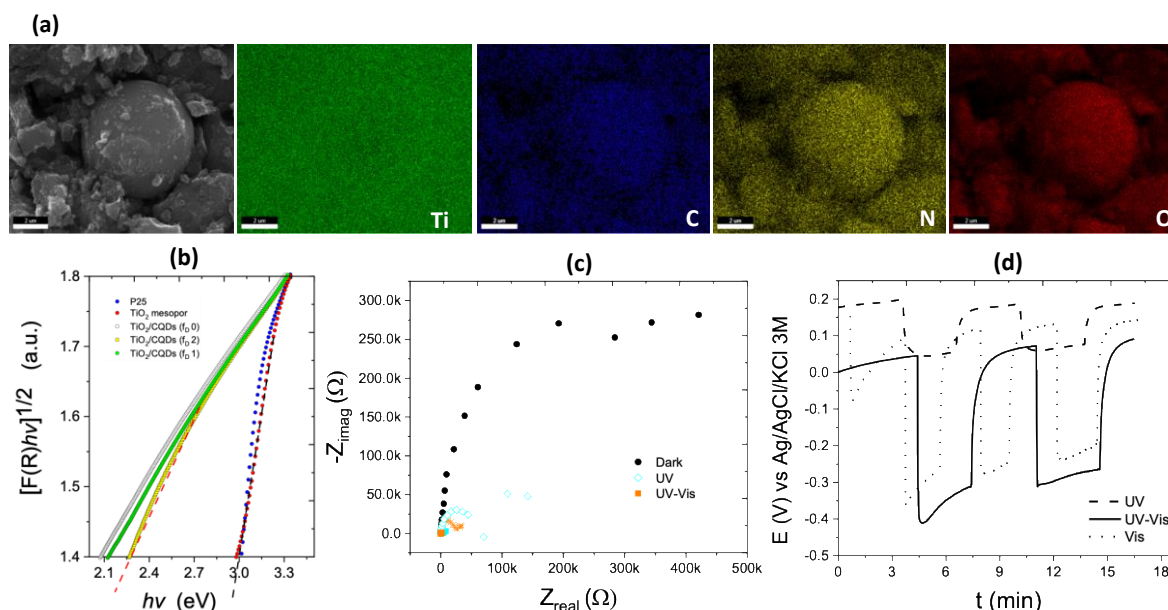 (a)
2 um
2 um
Ti
2 um
C
2 um
N
2 um
O
(b)
[F(R)hν]1/2 (a.u.)
1.8
1.7
1.6
1.5
1.4
P25
TiO2 mesopor
TiO2/CQDs (fD 0)
TiO2/CQDs (fD 2)
TiO2/CQDs (fD 1)
2.1 2.4 2.7 3.0 3.3
hν (eV)
(c)
-Zimag (Ω)
300.0k
250.0k
200.0k
150.0k
100.0k
50.0k
0.0
Dark
UV
UV-Vis
0 100k 200k 300k 400k 500k
Zreal (Ω)
(d)
E (V) vs Ag/AgCl/KCl 3M
0.2
0.1
0.0
-0.1
-0.2
-0.3
-0.4
-0.5
UV
UV-Vis
Vis
0 3 6 9 12 15 18
t (min)